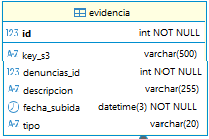 evidencia
123 id int NOT NULL
A-Z key_s3 varchar(500)
123 denuncias_id int NOT NULL
A-Z descripcion varchar(255)
fecha_subida datetime(3) NOT NULL
A-Z tipo varchar(20)